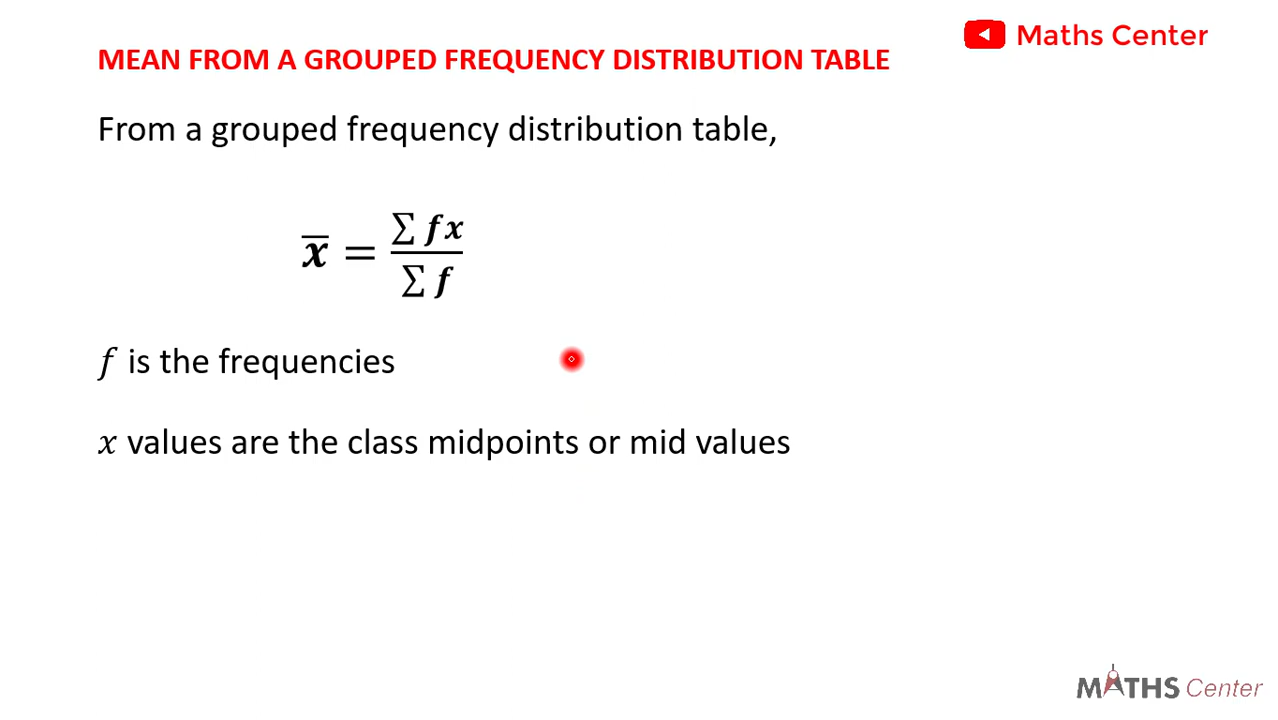 Maths Center
MEAN FROM A GROUPED FREQUENCY DISTRIBUTION TABLE
From a grouped frequency distribution table,
x̅ = ∑ fx / ∑ f
f is the frequencies
x values are the class midpoints or mid values
MATHS Center